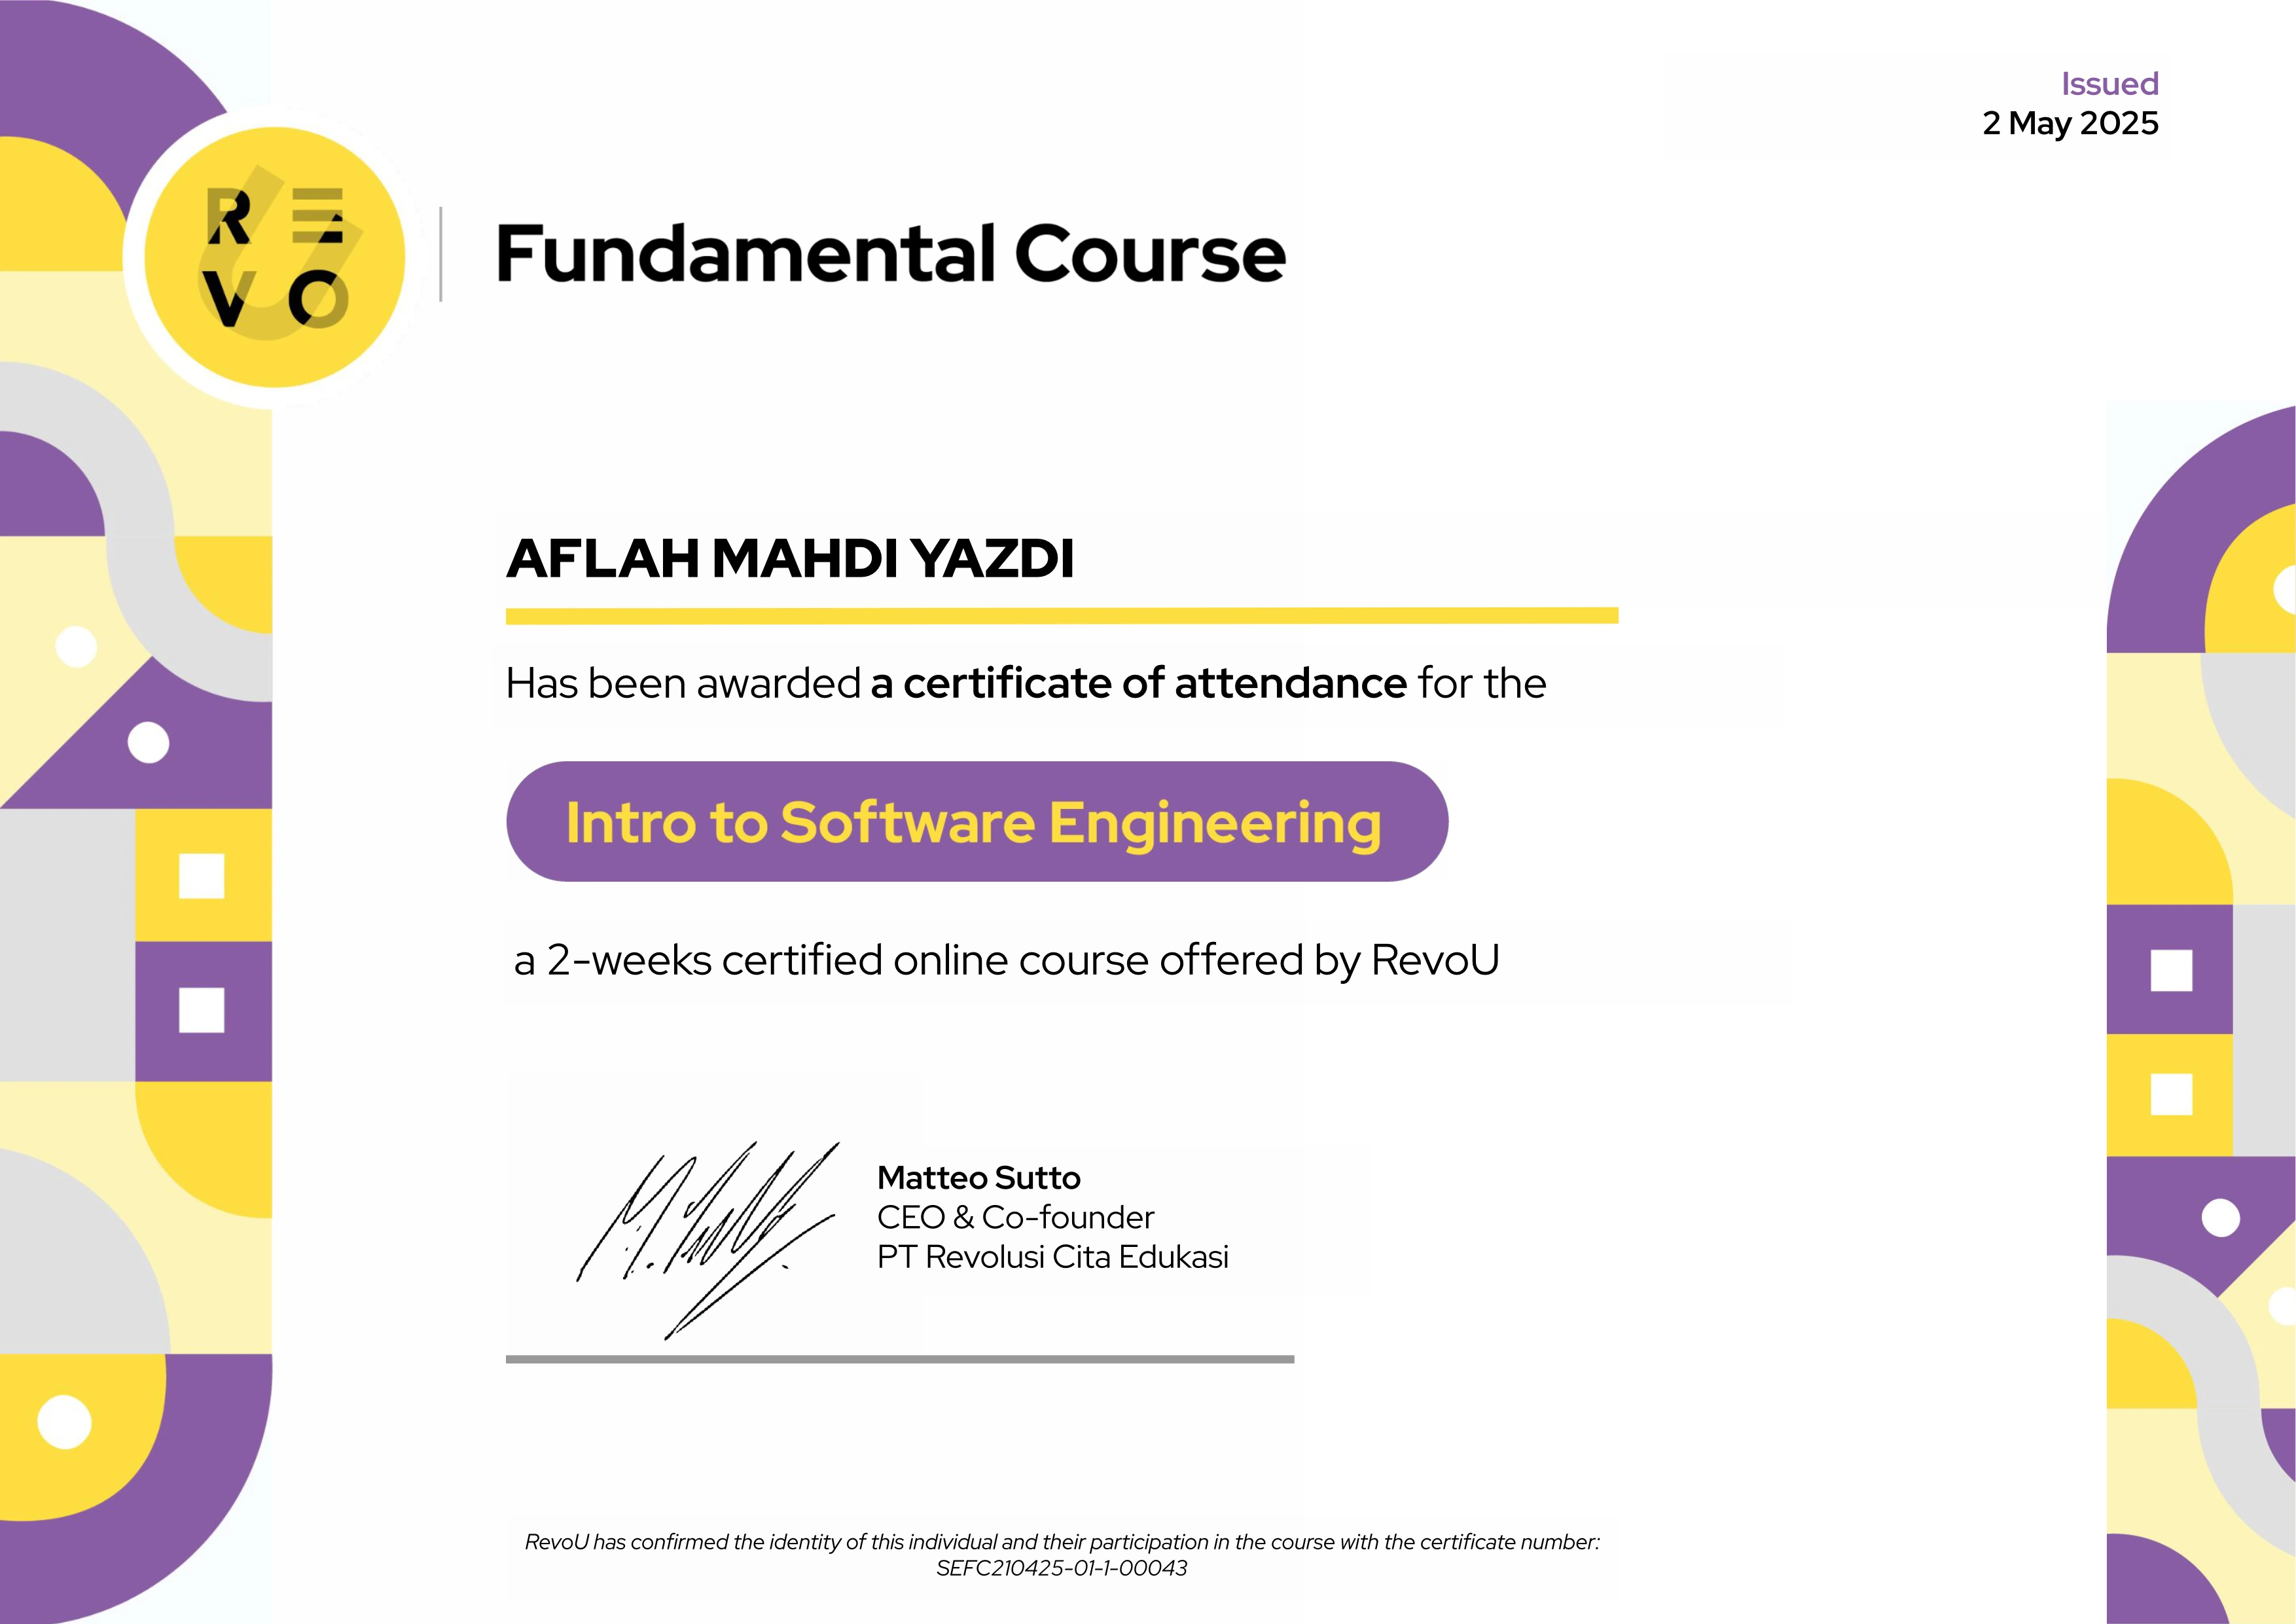 Issued
2 May 2025
R E
V O
U
Fundamental Course
AFLAH MAHDI YAZDI
Has been awarded a certificate of attendance for the
Intro to Software Engineering
a 2-weeks certified online course offered by RevoU
Matteo Sutto
CEO & Co-founder
PT Revolusi Cita Edukasi
RevoU has confirmed the identity of this individual and their participation in the course with the certificate number:
SEFC210425-01-1-00043